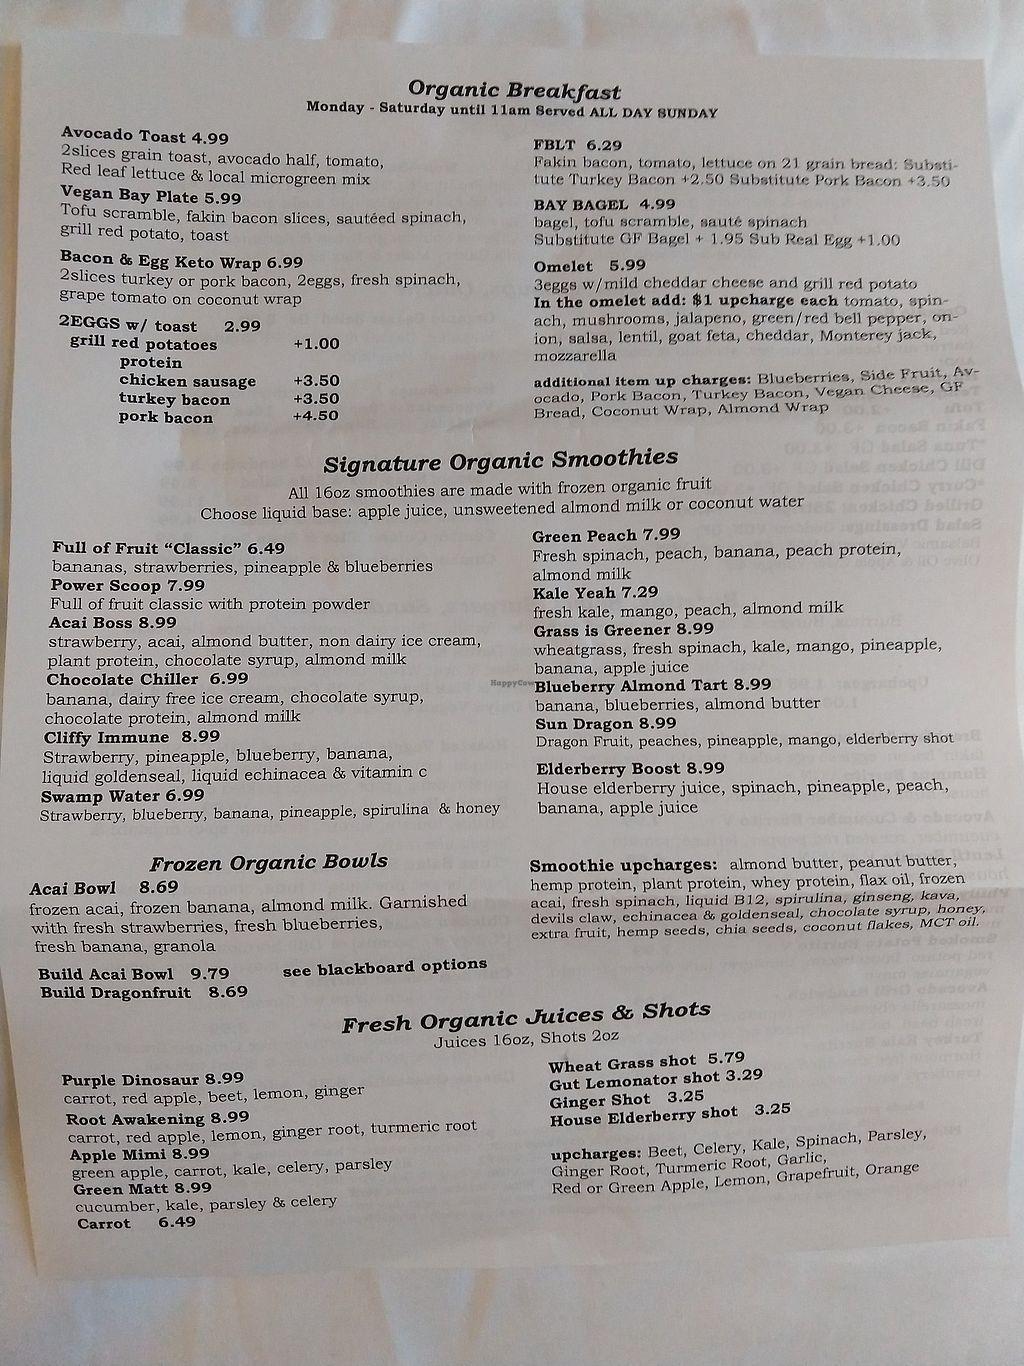 Organic Breakfast
Monday - Saturday until 11am Served ALL DAY SUNDAY
Avocado Toast 4.99
2slices grain toast, avocado half, tomato,
Red leaf lettuce & local microgreen mix
Vegan Bay Plate 5.99
Tofu scramble, fakin bacon slices, sautéed spinach,
grill red potato, toast
Bacon & Egg Keto Wrap 6.99
2slices turkey or pork bacon, 2eggs, fresh spinach,
grape tomato on coconut wrap
2EGGS w/ toast 2.99
grill red potatoes +1.00
protein
chicken sausage +3.50
turkey bacon +3.50
pork bacon +4.50
FBLT 6.29
Fakin bacon, tomato, lettuce on 21 grain bread: Substi-
tute Turkey Bacon +2.50 Substitute Pork Bacon +3.50
BAY BAGEL 4.99
bagel, tofu scramble, sauté spinach
Substitute GF Bagel + 1.95 Sub Real Egg +1.00
Omelet 5.99
3eggs w/mild cheddar cheese and grill red potato
In the omelet add: $1 upcharge each tomato, spin-
ach, mushrooms, jalapeno, green/red bell pepper, on-
ion, salsa, lentil, goat feta, cheddar, Monterey jack,
mozzarella
additional item up charges: Blueberries, Side Fruit, Av-
ocado, Pork Bacon, Turkey Bacon, Vegan Cheese, GF
Bread, Coconut Wrap, Almond Wrap
Signature Organic Smoothies
All 16oz smoothies are made with frozen organic fruit
Choose liquid base: apple juice, unsweetened almond milk or coconut water
Full of Fruit “Classic” 6.49
bananas, strawberries, pineapple & blueberries
Power Scoop 7.99
Full of fruit classic with protein powder
Acai Boss 8.99
strawberry, acai, almond butter, non dairy ice cream,
plant protein, chocolate syrup, almond milk
Chocolate Chiller 6.99
banana, dairy free ice cream, chocolate syrup,
chocolate protein, almond milk
Cliffy Immune 8.99
Strawberry, pineapple, blueberry, banana,
liquid goldenseal, liquid echinacea & vitamin c
Swamp Water 6.99
Strawberry, blueberry, banana, pineapple, spirulina & honey
Green Peach 7.99
Fresh spinach, peach, banana, peach protein,
almond milk
Kale Yeah 7.29
fresh kale, mango, peach, almond milk
Grass is Greener 8.99
wheatgrass, fresh spinach, kale, mango, pineapple,
banana, apple juice
HappyCow
Blueberry Almond Tart 8.99
banana, blueberries, almond butter
Sun Dragon 8.99
Dragon Fruit, peaches, pineapple, mango, elderberry shot
Elderberry Boost 8.99
House elderberry juice, spinach, pineapple, peach,
banana, apple juice
Frozen Organic Bowls
Acai Bowl 8.69
frozen acai, frozen banana, almond milk. Garnished
with fresh strawberries, fresh blueberries,
fresh banana, granola
Build Acai Bowl 9.79 see blackboard options
Build Dragonfruit 8.69
Smoothie upcharges: almond butter, peanut butter,
hemp protein, plant protein, whey protein, flax oil, frozen
acai, fresh spinach, liquid B12, spirulina, ginseng, kava,
devils claw, echinacea & goldenseal, chocolate syrup, honey,
extra fruit, hemp seeds, chia seeds, coconut flakes, MCT oil.
Fresh Organic Juices & Shots
Juices 16oz, Shots 2oz
Purple Dinosaur 8.99
carrot, red apple, beet, lemon, ginger
Root Awakening 8.99
carrot, red apple, lemon, ginger root, turmeric root
Apple Mimi 8.99
green apple, carrot, kale, celery, parsley
Green Matt 8.99
cucumber, kale, parsley & celery
Carrot 6.49
Wheat Grass shot 5.79
Gut Lemonator shot 3.29
Ginger Shot 3.25
House Elderberry shot 3.25
upcharges: Beet, Celery, Kale, Spinach, Parsley,
Ginger Root, Turmeric Root, Garlic,
Red or Green Apple, Lemon, Grapefruit, Orange